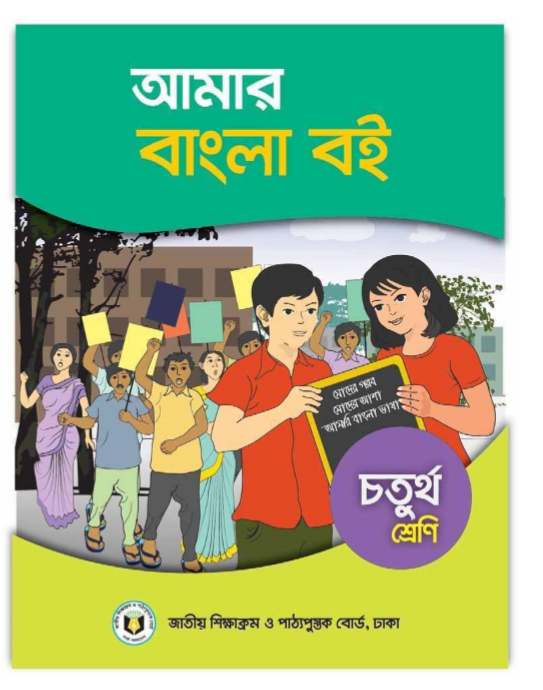 আমার
বাংলা বই
মোদের গরব
মোদের আশা
আমরি বাংলা ভাষা
চতুর্থ
শ্রেণি
জাতীয় শিক্ষাক্রম ও পাঠ্যপুস্তক বোর্ড, ঢাকা